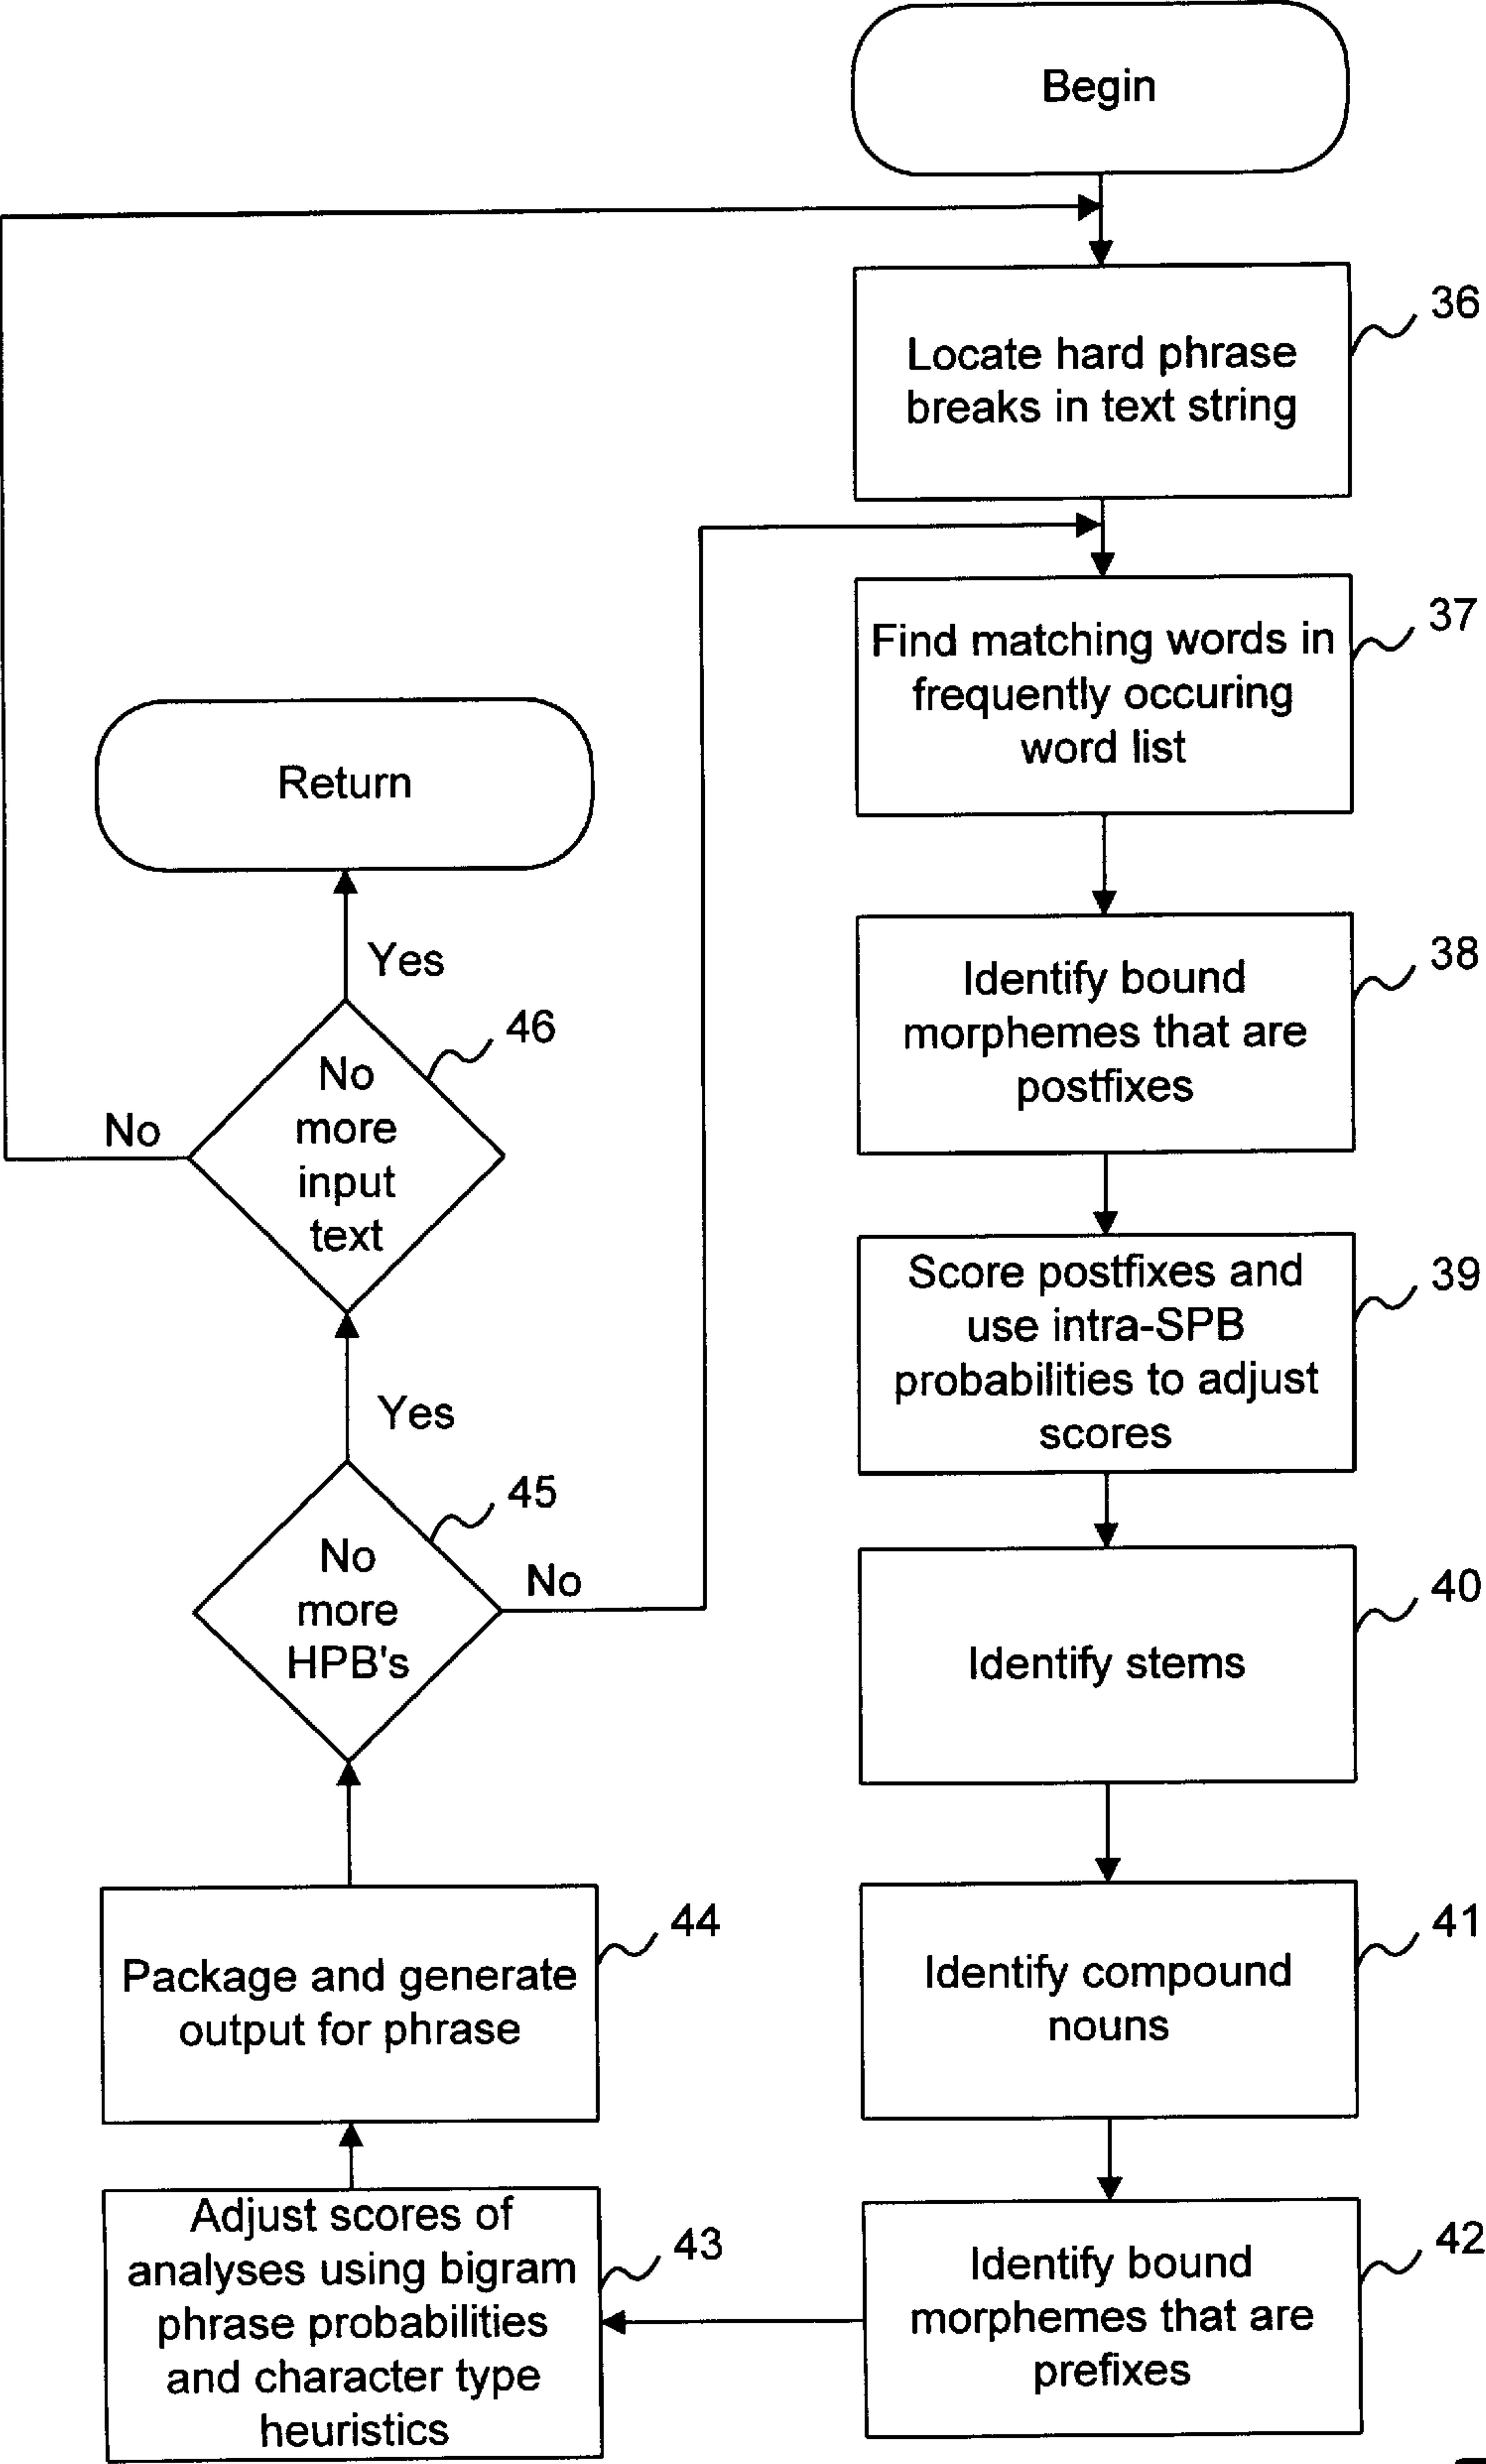 Begin
36
Locate hard phrase
breaks in text string
37
Find matching words in
frequently occuring
word list
38
Identify bound
morphemes that are
postfixes
39
Score postfixes and
use intra-SPB
probabilities to adjust
scores
40
Identify stems
41
Identify compound
nouns
42
Identify bound
morphemes that are
prefixes
43
Adjust scores of
analyses using bigram
phrase probabilities
and character type
heuristics
44
Package and generate
output for phrase
45
No
more
HPB's
No
Yes
46
No
more
input
text
No
Yes
Return